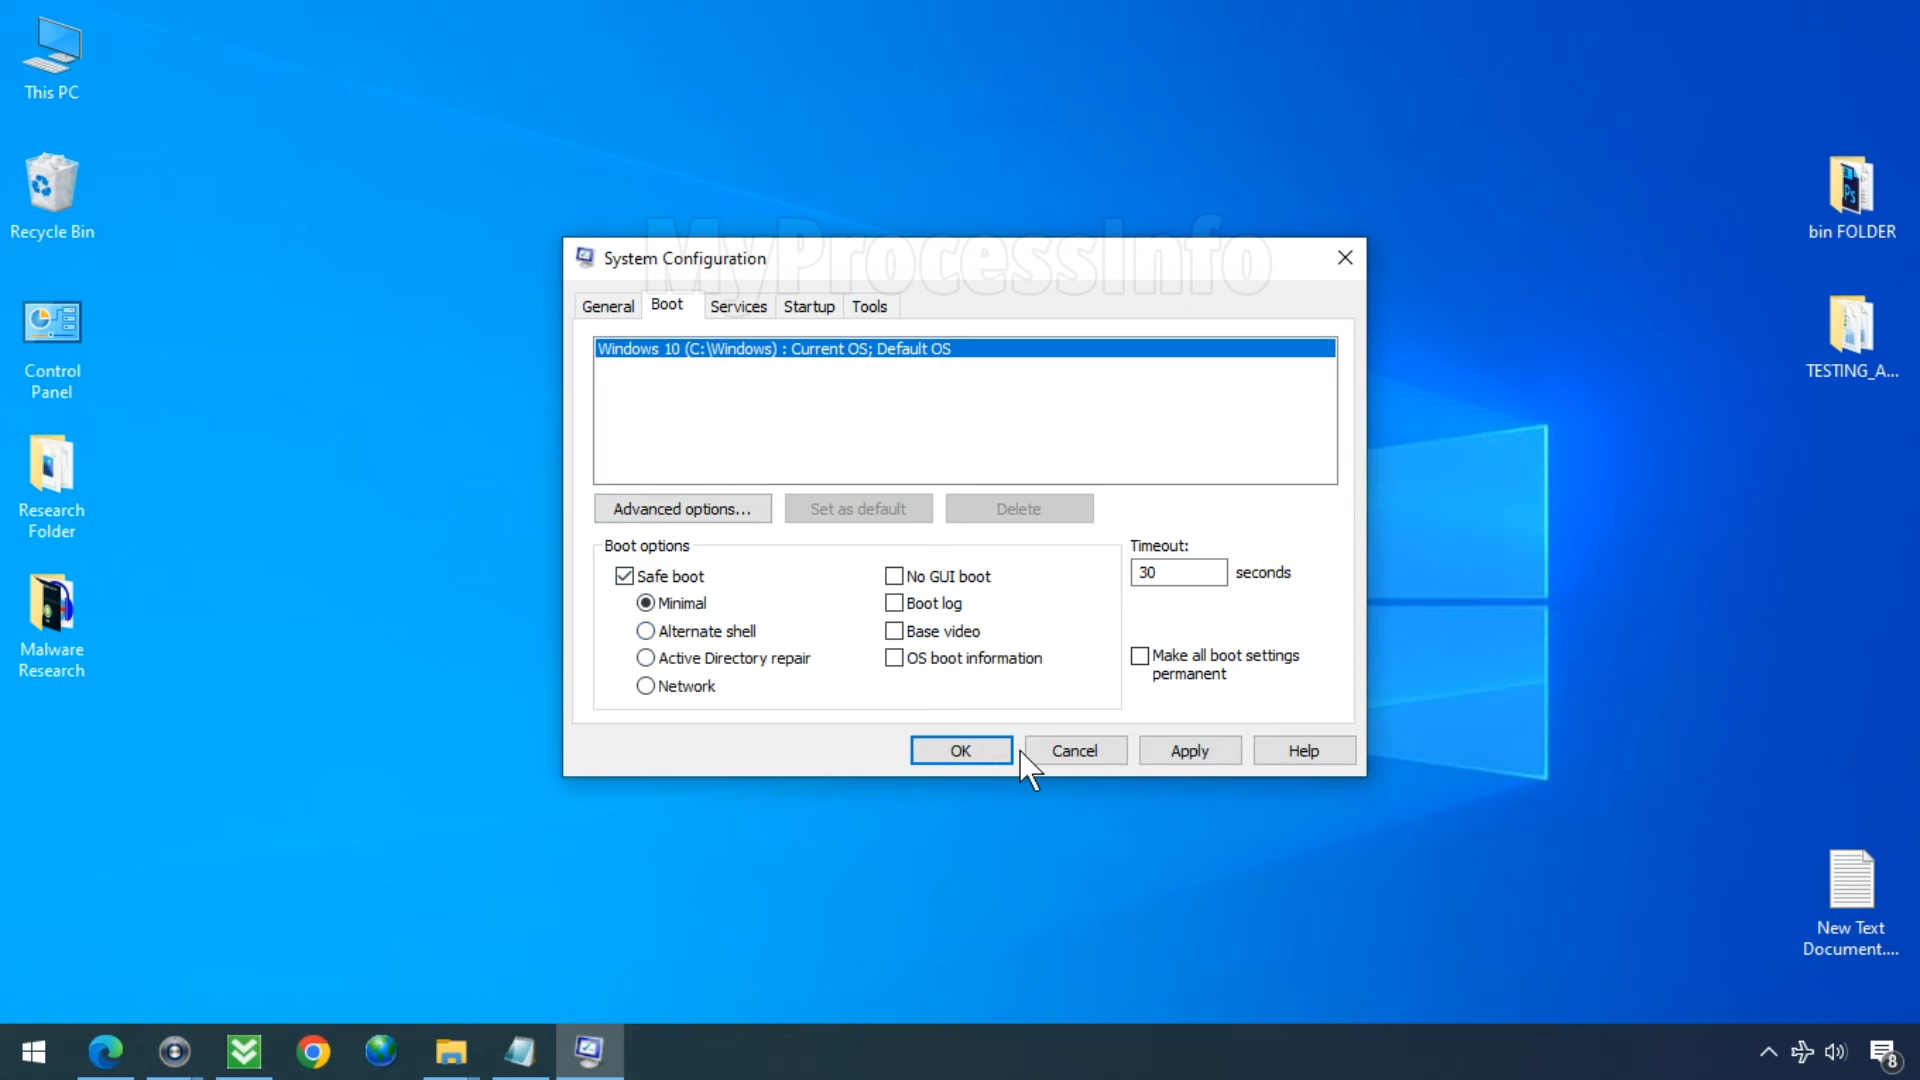 This PC
Recycle Bin
Control
Panel
Research
Folder
Malware
Research
bin FOLDER
TESTING_A...
New Text
Document....
MyProcessInfo
System Configuration
General
Boot
Services
Startup
Tools
Windows 10 (C:\Windows) : Current OS; Default OS
Advanced options...
Set as default
Delete
Boot options
Safe boot
Minimal
Alternate shell
Active Directory repair
Network
No GUI boot
Boot log
Base video
OS boot information
Timeout:
30 seconds
Make all boot settings
permanent
OK
Cancel
Apply
Help
Ps
8